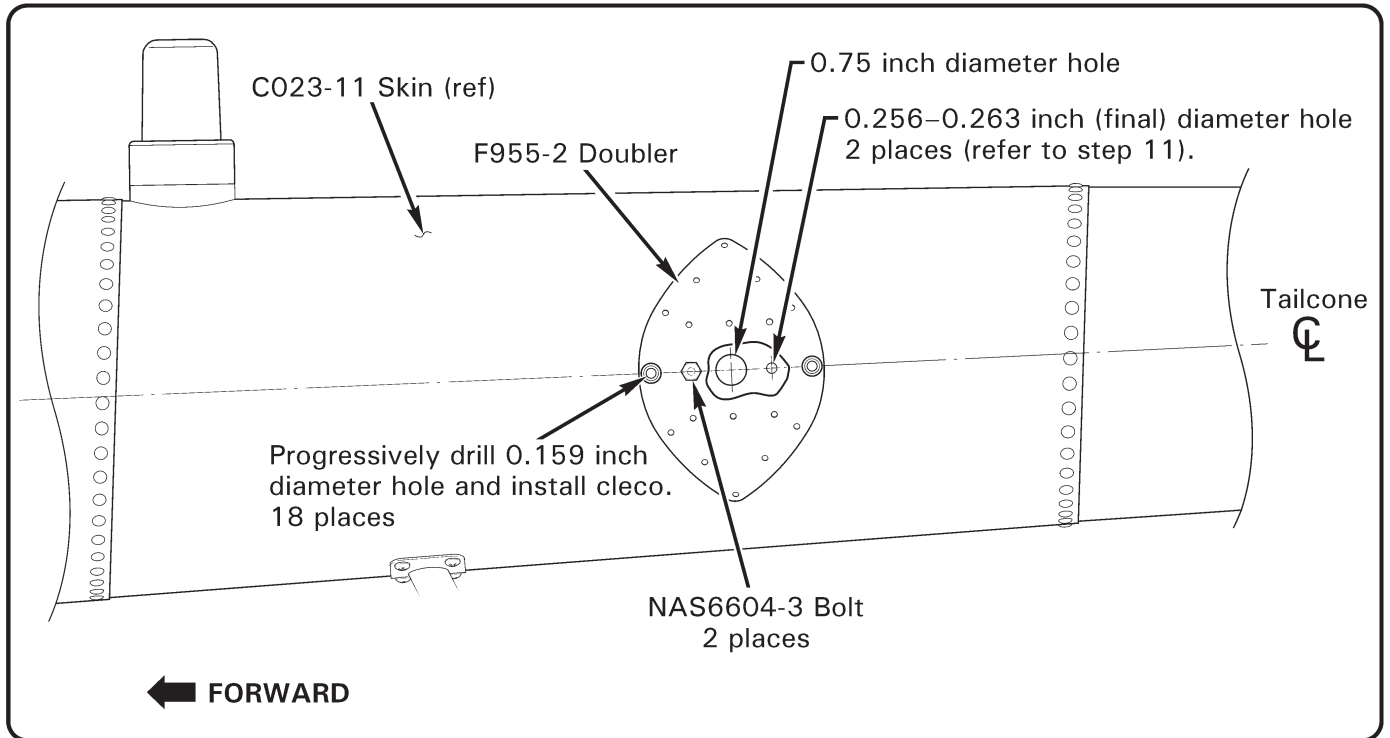 0.75 inch diameter hole
C023-11 Skin (ref)
0.256–0.263 inch (final) diameter hole
2 places (refer to step 11).
F955-2 Doubler
Tailcone
℄
Progressively drill 0.159 inch
diameter hole and install cleco.
18 places
NAS6604-3 Bolt
2 places
FORWARD